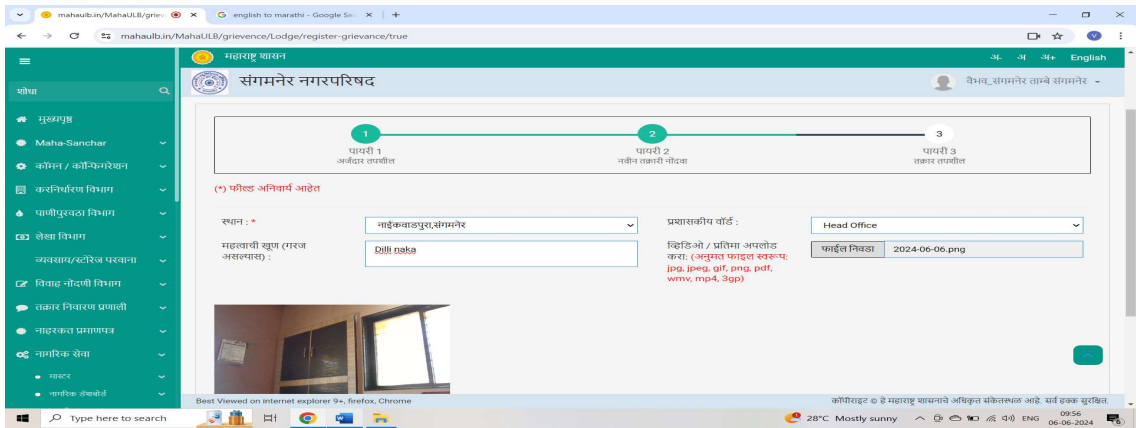 mahaulb.in/MahaULB/griev
english to marathi - Google Sea
mahaulb.in/MahaULB/grievence/Lodge/register-grievance/true
महाराष्ट्र शासन
अ- अ अ+ English
संगमनेर नगरपरिषद
वैभव_संगमनेर ताम्बे संगमनेर
शोधा
मुख्यपृष्ठ
Maha-Sanchar
कॉमन / कॉन्फिगरेशन
करनिर्धारण विभाग
पाणीपुरवठा विभाग
लेखा विभाग
व्यवसाय/स्टोरेज परवाना
विवाह नोंदणी विभाग
तक्रार निवारण प्रणाली
नाहरकत प्रमाणपत्र
नागरिक सेवा
मास्टर
नागरिक डॅशबोर्ड
1 2 3
पायरी 1 पायरी 2 पायरी 3
अर्जदार तपशील नवीन तक्रारी नोंदवा तक्रार तपशील
(*) फील्ड अनिवार्य आहेत
स्थान : * नाईकवाडपुरा,संगमनेर प्रशासकीय वॉर्ड : Head Office
महत्वाची खूण (गरज
असल्यास) :
Dilli naka
व्हिडिओ / प्रतिमा अपलोड
करा: (अनुमत फाइल स्वरूप:
jpg, jpeg, gif, png, pdf,
wmv, mp4, 3gp)
फाईल निवडा 2024-06-06.png
Best Viewed on internet explorer 9+, firefox, Chrome
कॉपीराइट © हे महाराष्ट्र शासनाचे अधिकृत संकेतस्थळ आहे. सर्व हक्क सुरक्षित.
Type here to search
28°C Mostly sunny
ENG
09:56
06-06-2024
6